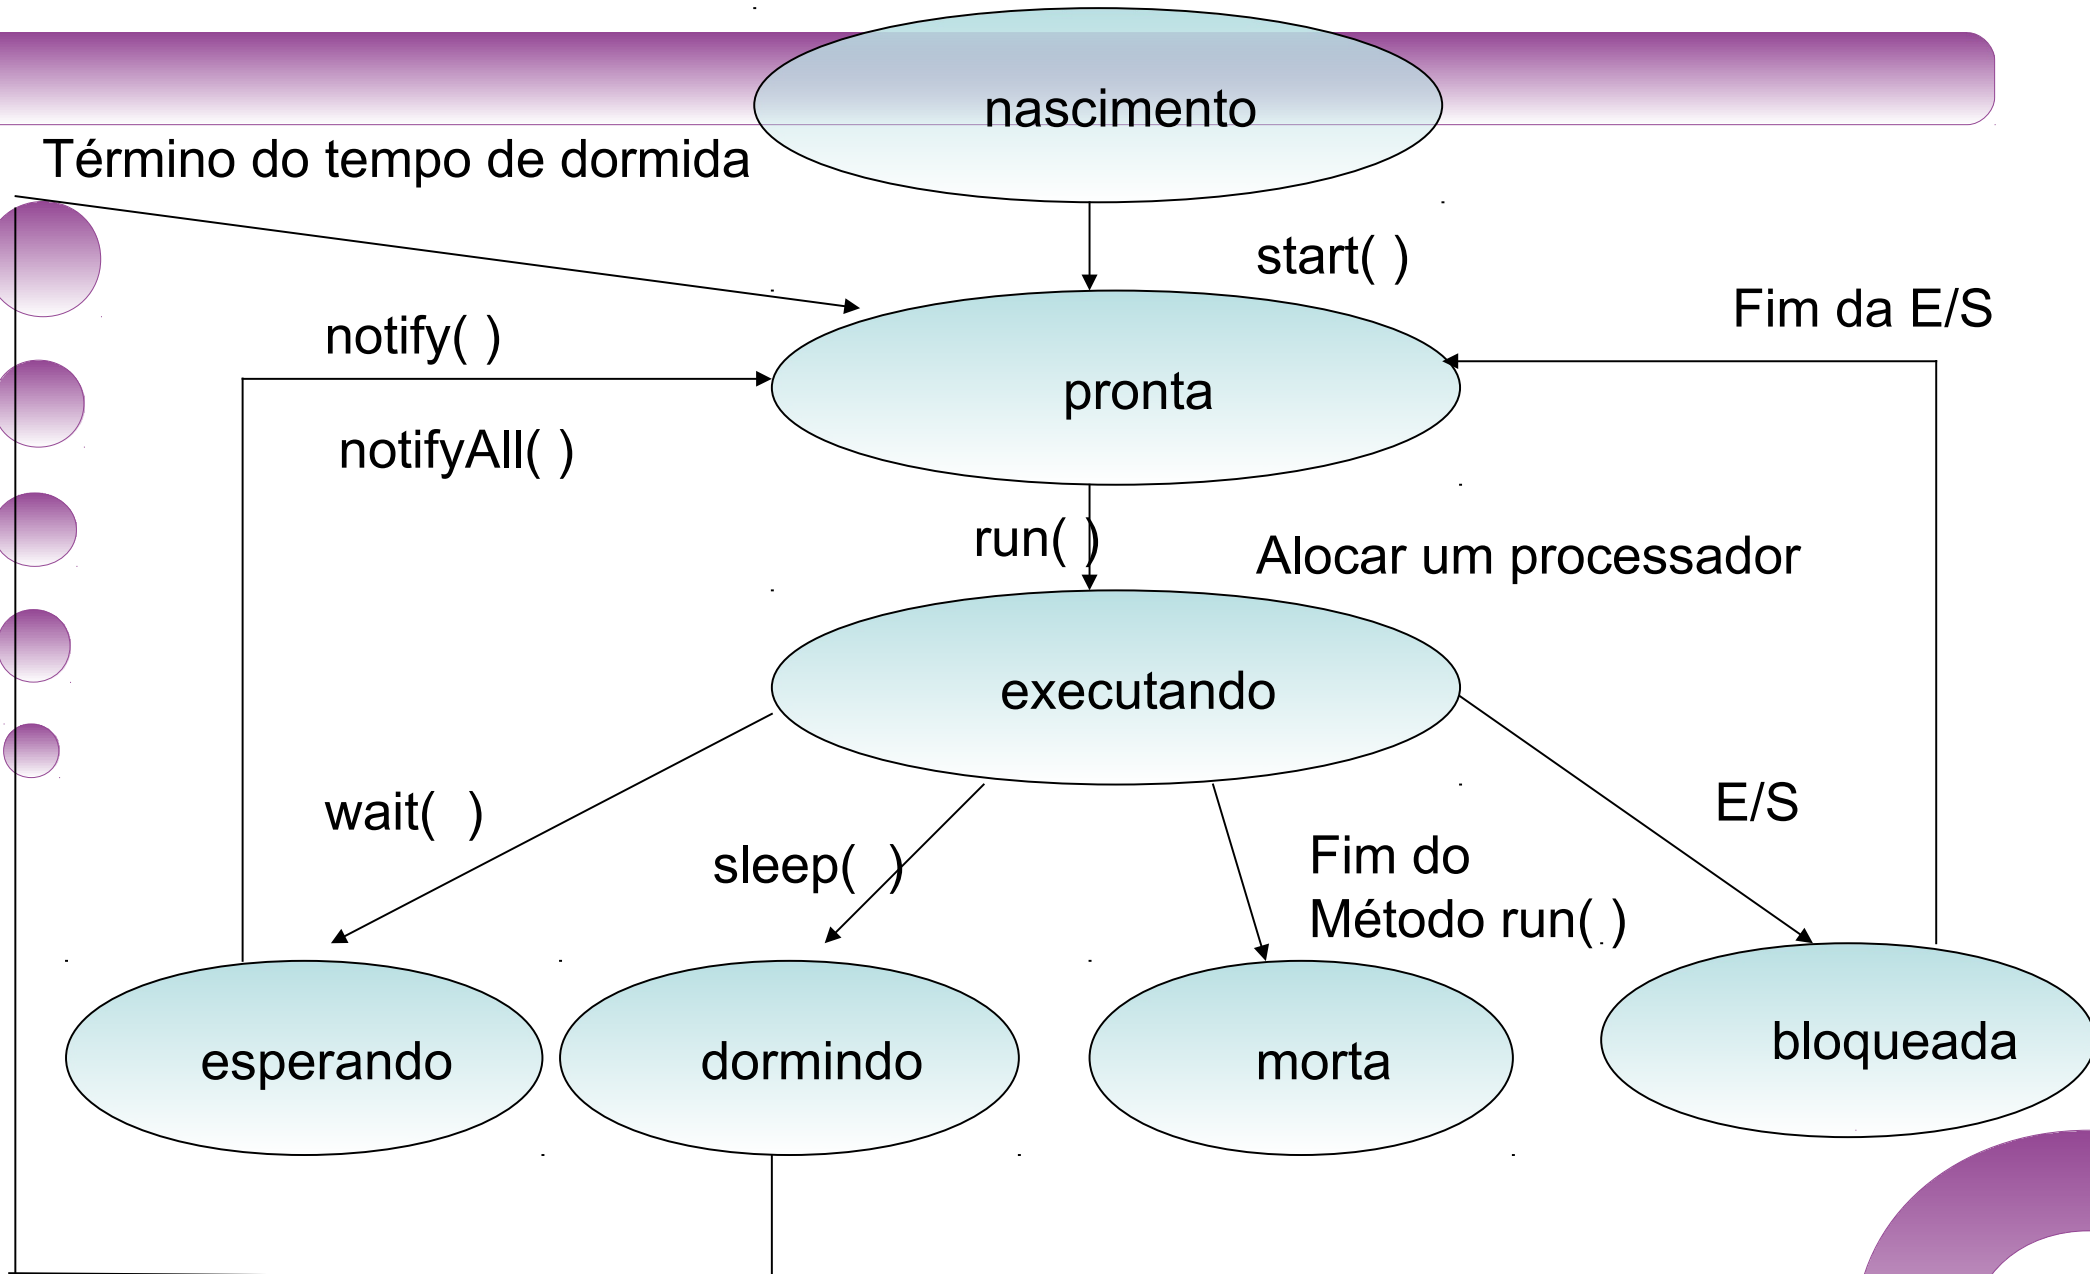 nascimento
Término do tempo de dormida
start( )
Fim da E/S
notify( )
pronta
notifyAll( )
run( )
Alocar um processador
executando
wait(  )
E/S
sleep(  )
Fim do
Método run( )
esperando
dormindo
morta
bloqueada